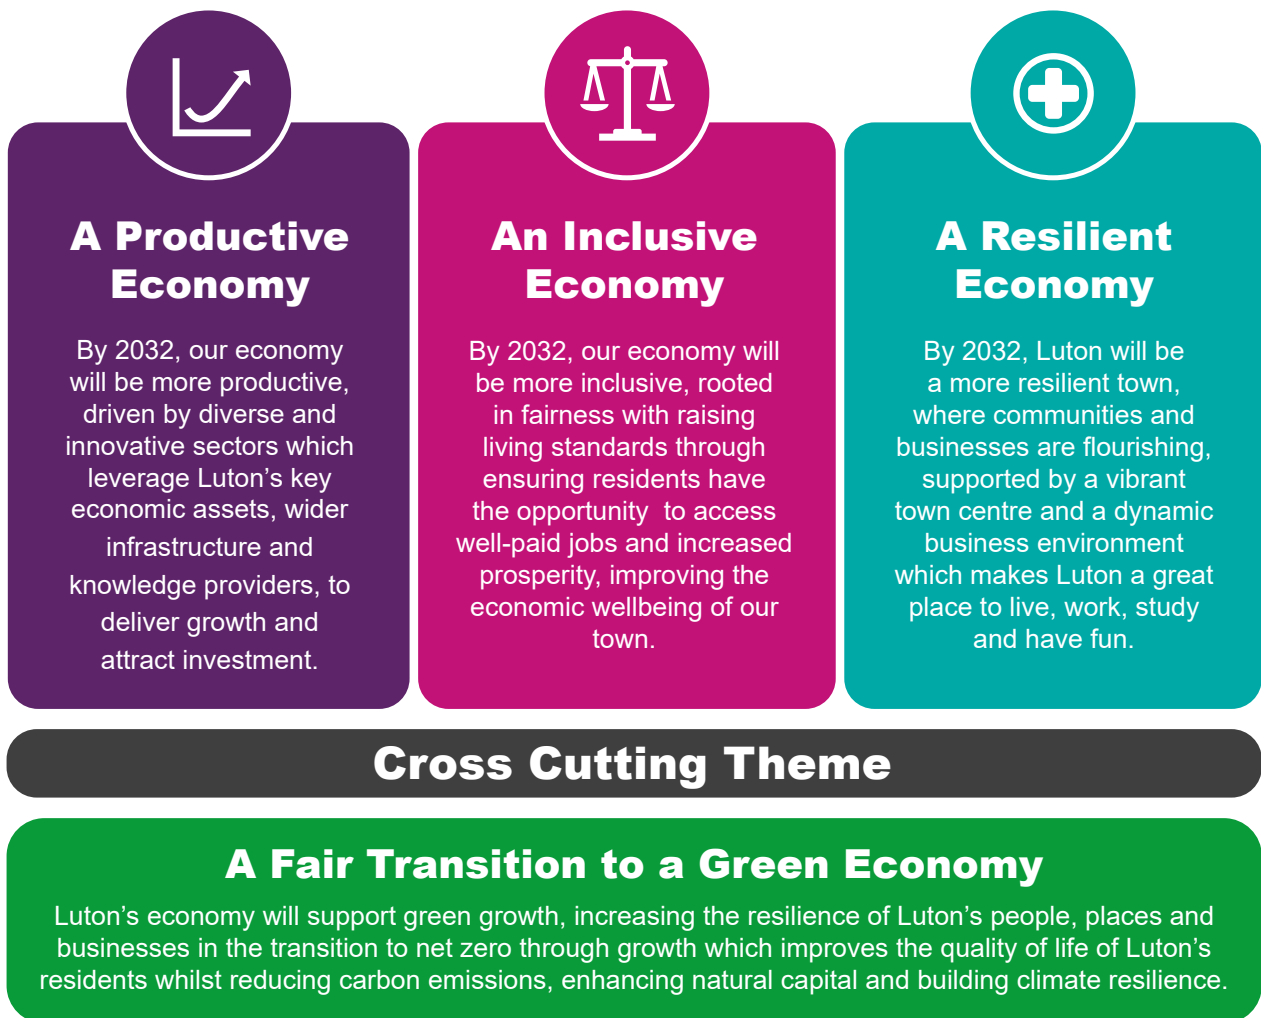 A Productive
Economy
By 2032, our economy
will be more productive,
driven by diverse and
innovative sectors which
leverage Luton’s key
economic assets, wider
infrastructure and
knowledge providers, to
deliver growth and
attract investment.
An Inclusive
Economy
By 2032, our economy will
be more inclusive, rooted
in fairness with raising
living standards through
ensuring residents have
the opportunity  to access
well-paid jobs and increased
prosperity, improving the
economic wellbeing of our
town.
A Resilient
Economy
By 2032, Luton will be
a more resilient town,
where communities and
businesses are flourishing,
supported by a vibrant
town centre and a dynamic
business environment
which makes Luton a great
place to live, work, study
and have fun.
Cross Cutting Theme
A Fair Transition to a Green Economy
Luton’s economy will support green growth, increasing the resilience of Luton’s people, places and
businesses in the transition to net zero through growth which improves the quality of life of Luton’s
residents whilst reducing carbon emissions, enhancing natural capital and building climate resilience.